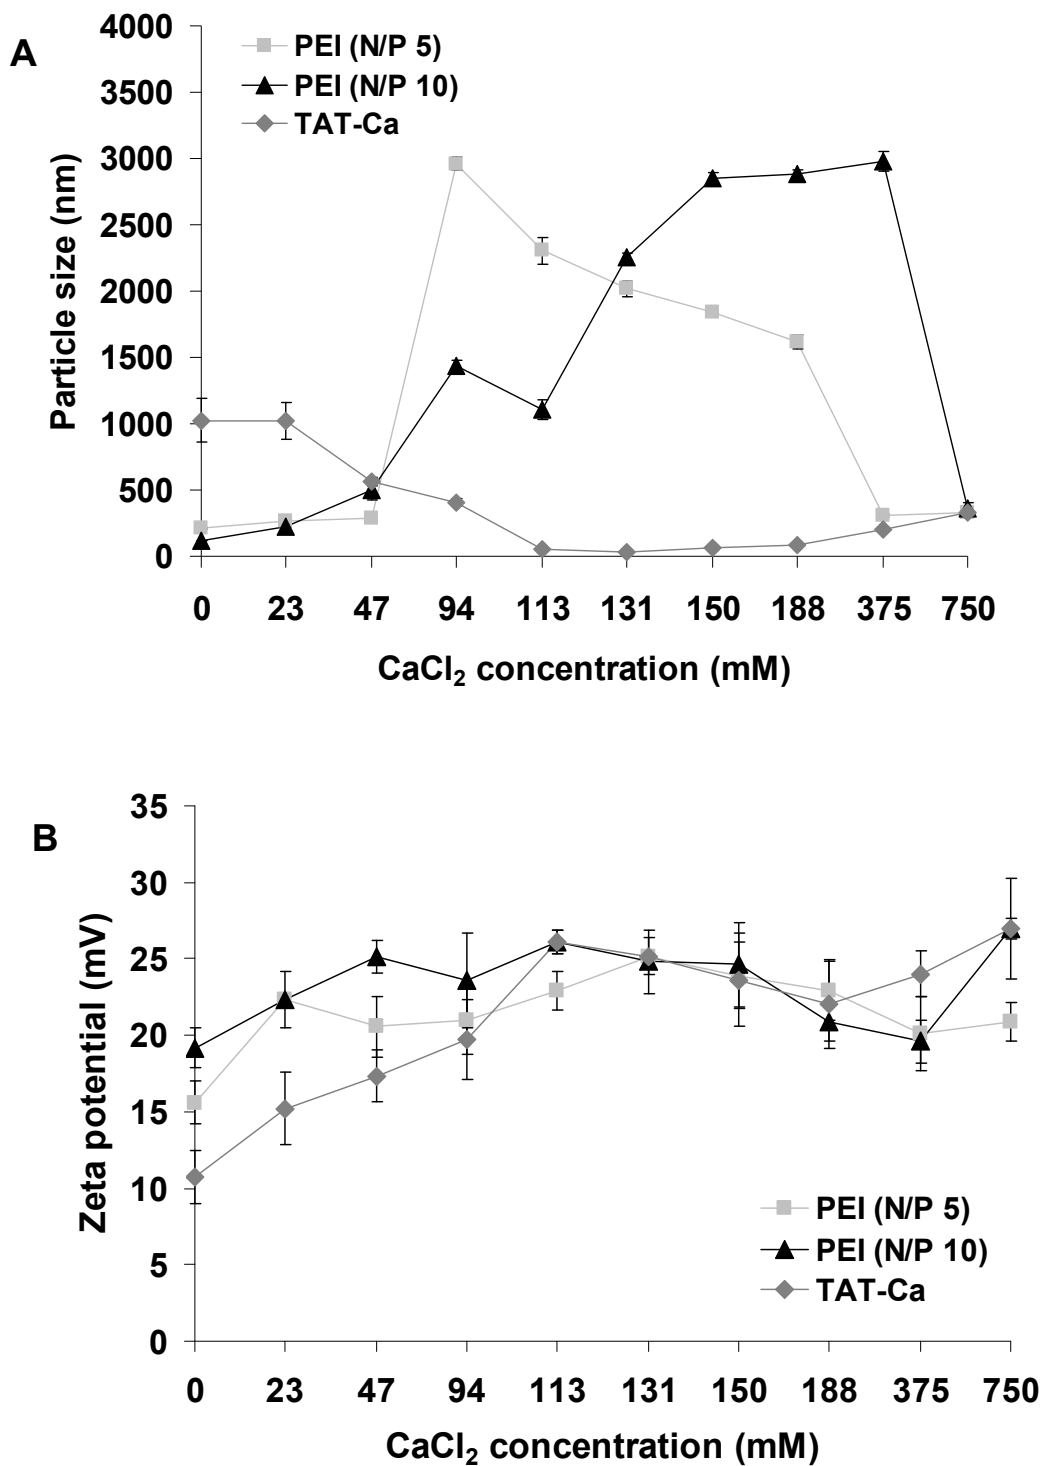 A
4000
3500
3000
2500
2000
1500
1000
500
0
Particle size (nm)
PEI (N/P 5)
PEI (N/P 10)
TAT-Ca
0 23 47 94 113 131 150 188 375 750
CaCl₂ concentration (mM)
B
35
30
25
20
15
10
5
0
Zeta potential (mV)
PEI (N/P 5)
PEI (N/P 10)
TAT-Ca
0 23 47 94 113 131 150 188 375 750
CaCl₂ concentration (mM)